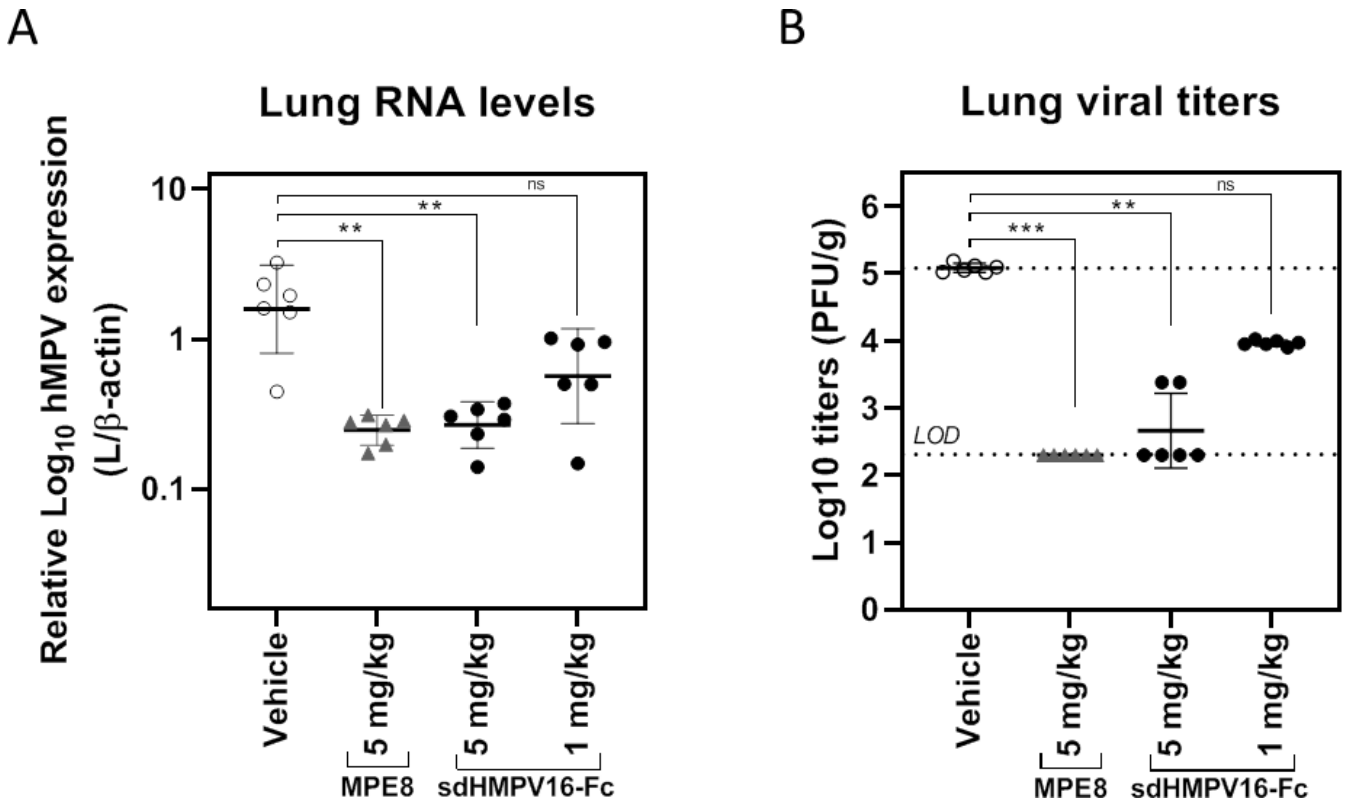 A
Lung RNA levels
Relative Log10 hMPV expression
(L/β-actin)
10
1
0.1
ns
**
**
Vehicle
5 mg/kg
5 mg/kg
1 mg/kg
MPE8
sdHMPV16-Fc
B
Lung viral titers
Log10 titers (PFU/g)
6
5
4
3
2
1
0
ns
**
***
LOD
Vehicle
5 mg/kg
5 mg/kg
1 mg/kg
MPE8
sdHMPV16-Fc